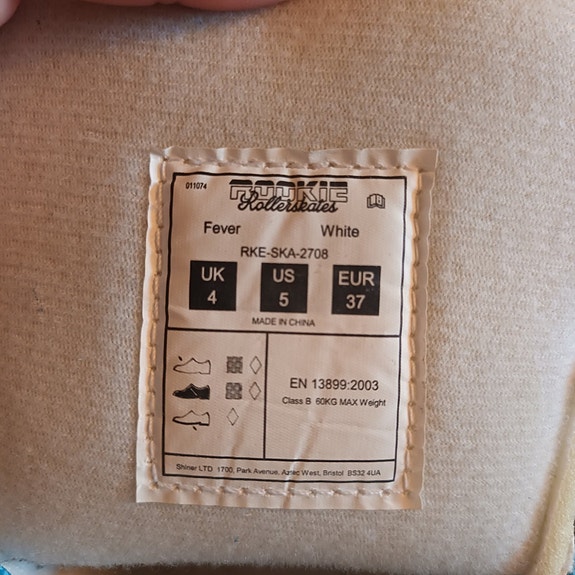 011074
ROOKIE
Rollerskates
Fever White
RKE-SKA-2708
UK US EUR
4 5 37
MADE IN CHINA
EN 13899:2003
Class B 60KG MAX Weight
Shiner LTD 1700, Park Avenue, Aztec West, Bristol BS32 4UA